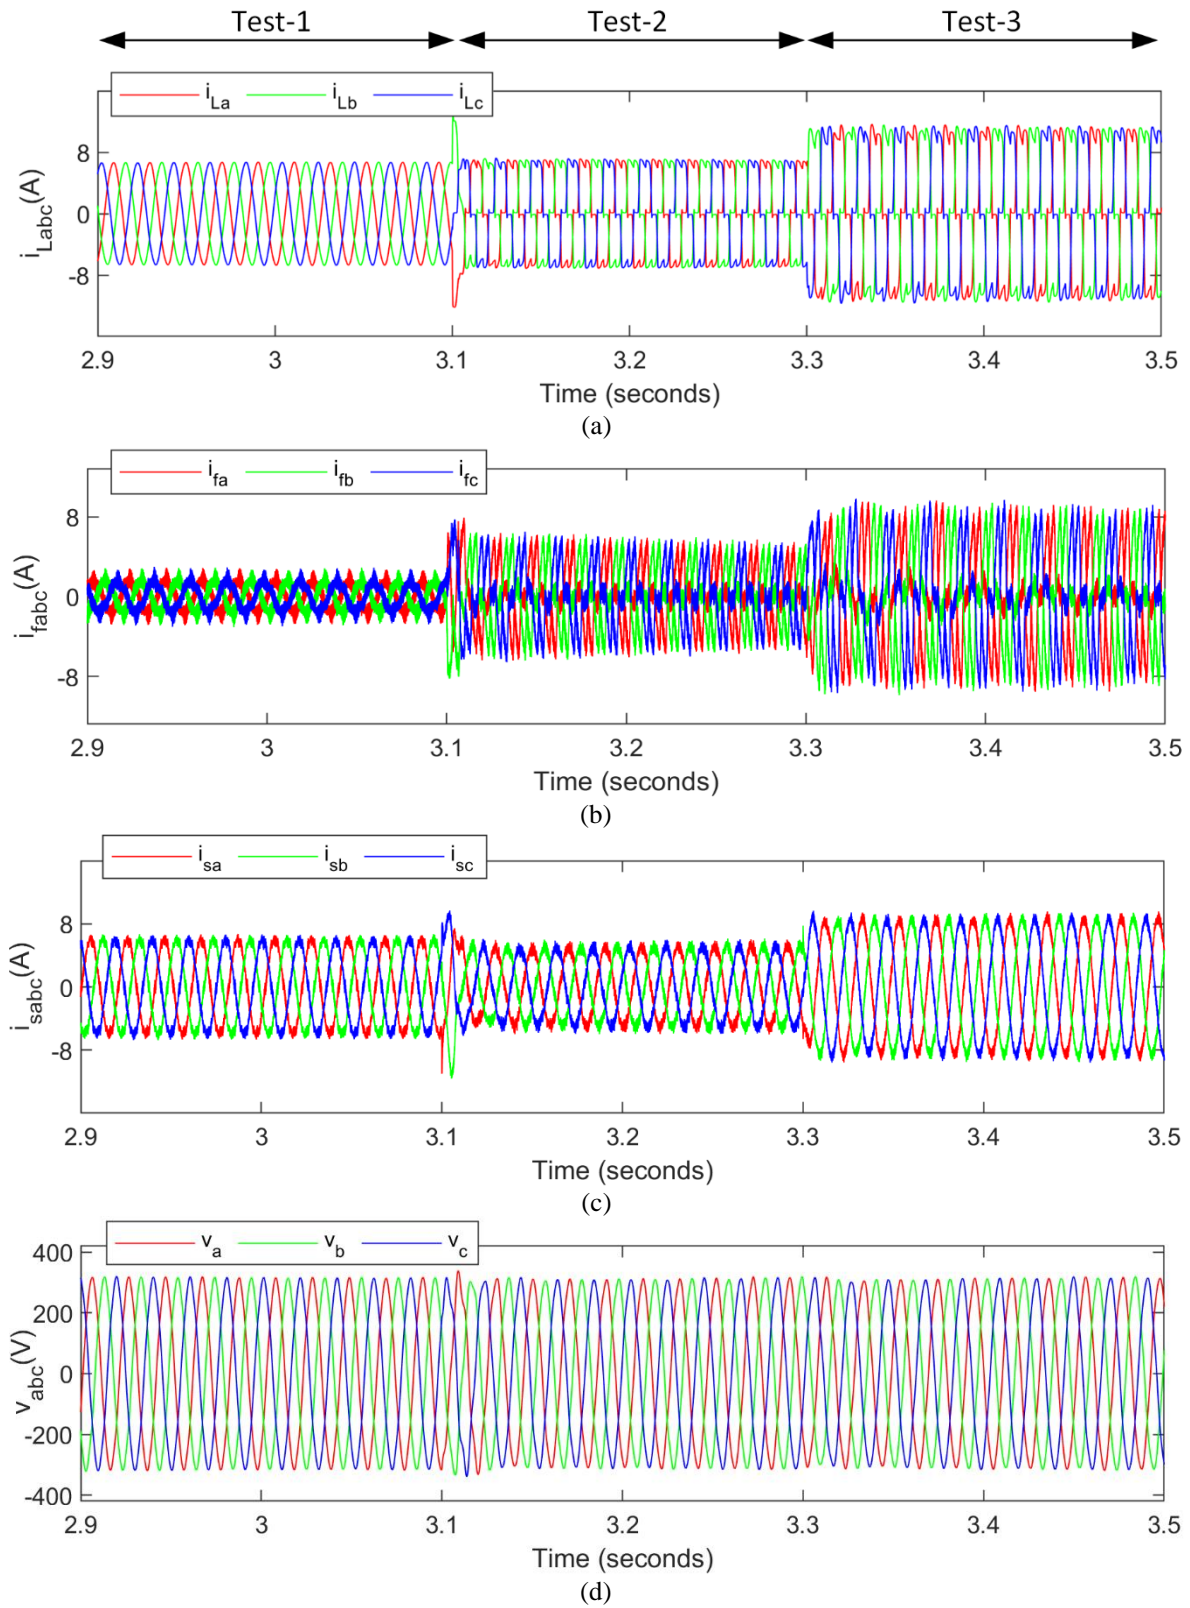 Test-1 Test-2 Test-3
i_La i_Lb i_Lc
i_Labc(A)
8
0
-8
2.9 3 3.1 3.2 3.3 3.4 3.5
Time (seconds)
(a)
i_fa i_fb i_fc
i_fabc(A)
8
0
-8
2.9 3 3.1 3.2 3.3 3.4 3.5
Time (seconds)
(b)
i_sa i_sb i_sc
i_sabc(A)
8
0
-8
2.9 3 3.1 3.2 3.3 3.4 3.5
Time (seconds)
(c)
v_a v_b v_c
v_abc(V)
400
200
0
-200
-400
2.9 3 3.1 3.2 3.3 3.4 3.5
Time (seconds)
(d)